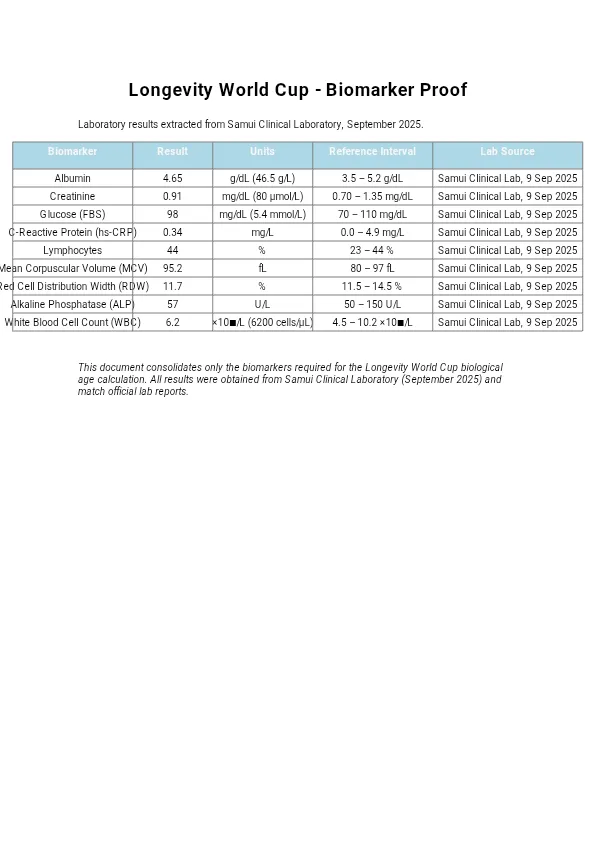 Longevity World Cup - Biomarker Proof
Laboratory results extracted from Samui Clinical Laboratory, September 2025.
Biomarker Result Units Reference Interval Lab Source
Albumin 4.65 g/dL (46.5 g/L) 3.5 – 5.2 g/dL Samui Clinical Lab, 9 Sep 2025
Creatinine 0.91 mg/dL (80 µmol/L) 0.70 – 1.35 mg/dL Samui Clinical Lab, 9 Sep 2025
Glucose (FBS) 98 mg/dL (5.4 mmol/L) 70 – 110 mg/dL Samui Clinical Lab, 9 Sep 2025
C-Reactive Protein (hs-CRP) 0.34 mg/L 0.0 – 4.9 mg/L Samui Clinical Lab, 9 Sep 2025
Lymphocytes 44 % 23 – 44 % Samui Clinical Lab, 9 Sep 2025
Mean Corpuscular Volume (MCV) 95.2 fL 80 – 97 fL Samui Clinical Lab, 9 Sep 2025
Red Cell Distribution Width (RDW) 11.7 % 11.5 – 14.5 % Samui Clinical Lab, 9 Sep 2025
Alkaline Phosphatase (ALP) 57 U/L 50 – 150 U/L Samui Clinical Lab, 9 Sep 2025
White Blood Cell Count (WBC) 6.2 ×10■/L (6200 cells/µL) 4.5 – 10.2 ×10■/L Samui Clinical Lab, 9 Sep 2025
This document consolidates only the biomarkers required for the Longevity World Cup biological
age calculation. All results were obtained from Samui Clinical Laboratory (September 2025) and
match official lab reports.